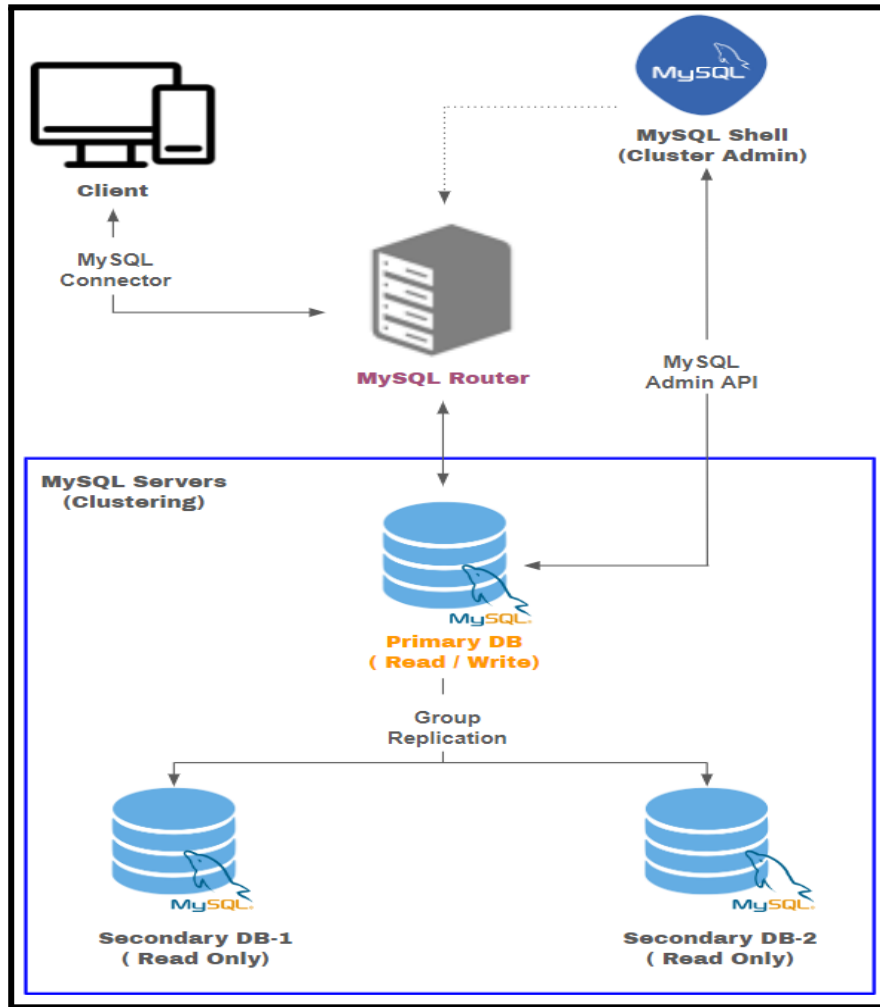 MySQL
MySQL Shell
(Cluster Admin)
Client
MySQL
Connector
MySQL Router
MySQL
Admin API
MySQL Servers
(Clustering)
MySQL
Primary DB
( Read / Write)
Group
Replication
MySQL
MySQL
Secondary DB-1
( Read Only)
Secondary DB-2
( Read Only)